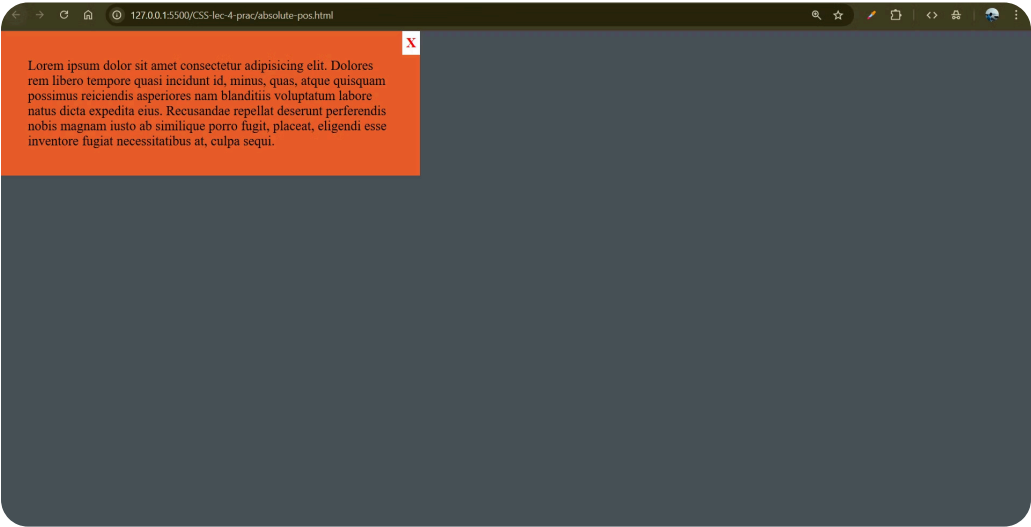 127.0.0.1:5500/CSS-lec-4-prac/absolute-pos.html
X
Lorem ipsum dolor sit amet consectetur adipisicing elit. Dolores
rem libero tempore quasi incidunt id, minus, quas, atque quisquam
possimus reiciendis asperiores nam blanditiis voluptatum labore
natus dicta expedita eius. Recusandae repellat deserunt perferendis
nobis magnam iusto ab similique porro fugit, placeat, eligendi esse
inventore fugiat necessitatibus at, culpa sequi.